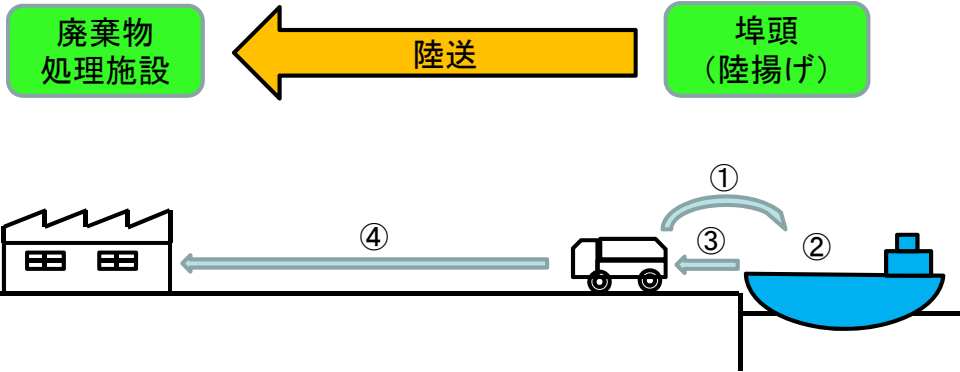 廃棄物
処理施設
陸送
埠頭
（陸揚げ）
①
②
③
④